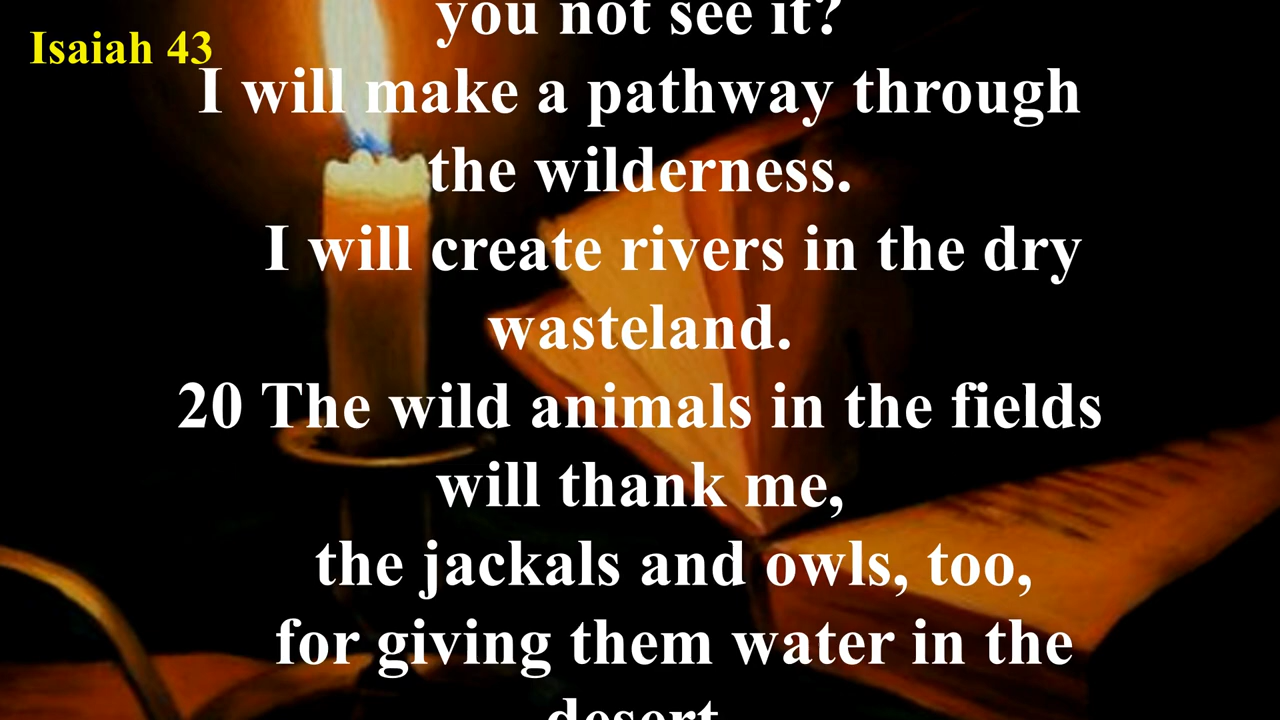 Isaiah 43
you not see it?
I will make a pathway through
the wilderness.
I will create rivers in the dry
wasteland.
20 The wild animals in the fields
will thank me,
the jackals and owls, too,
for giving them water in the
desert.